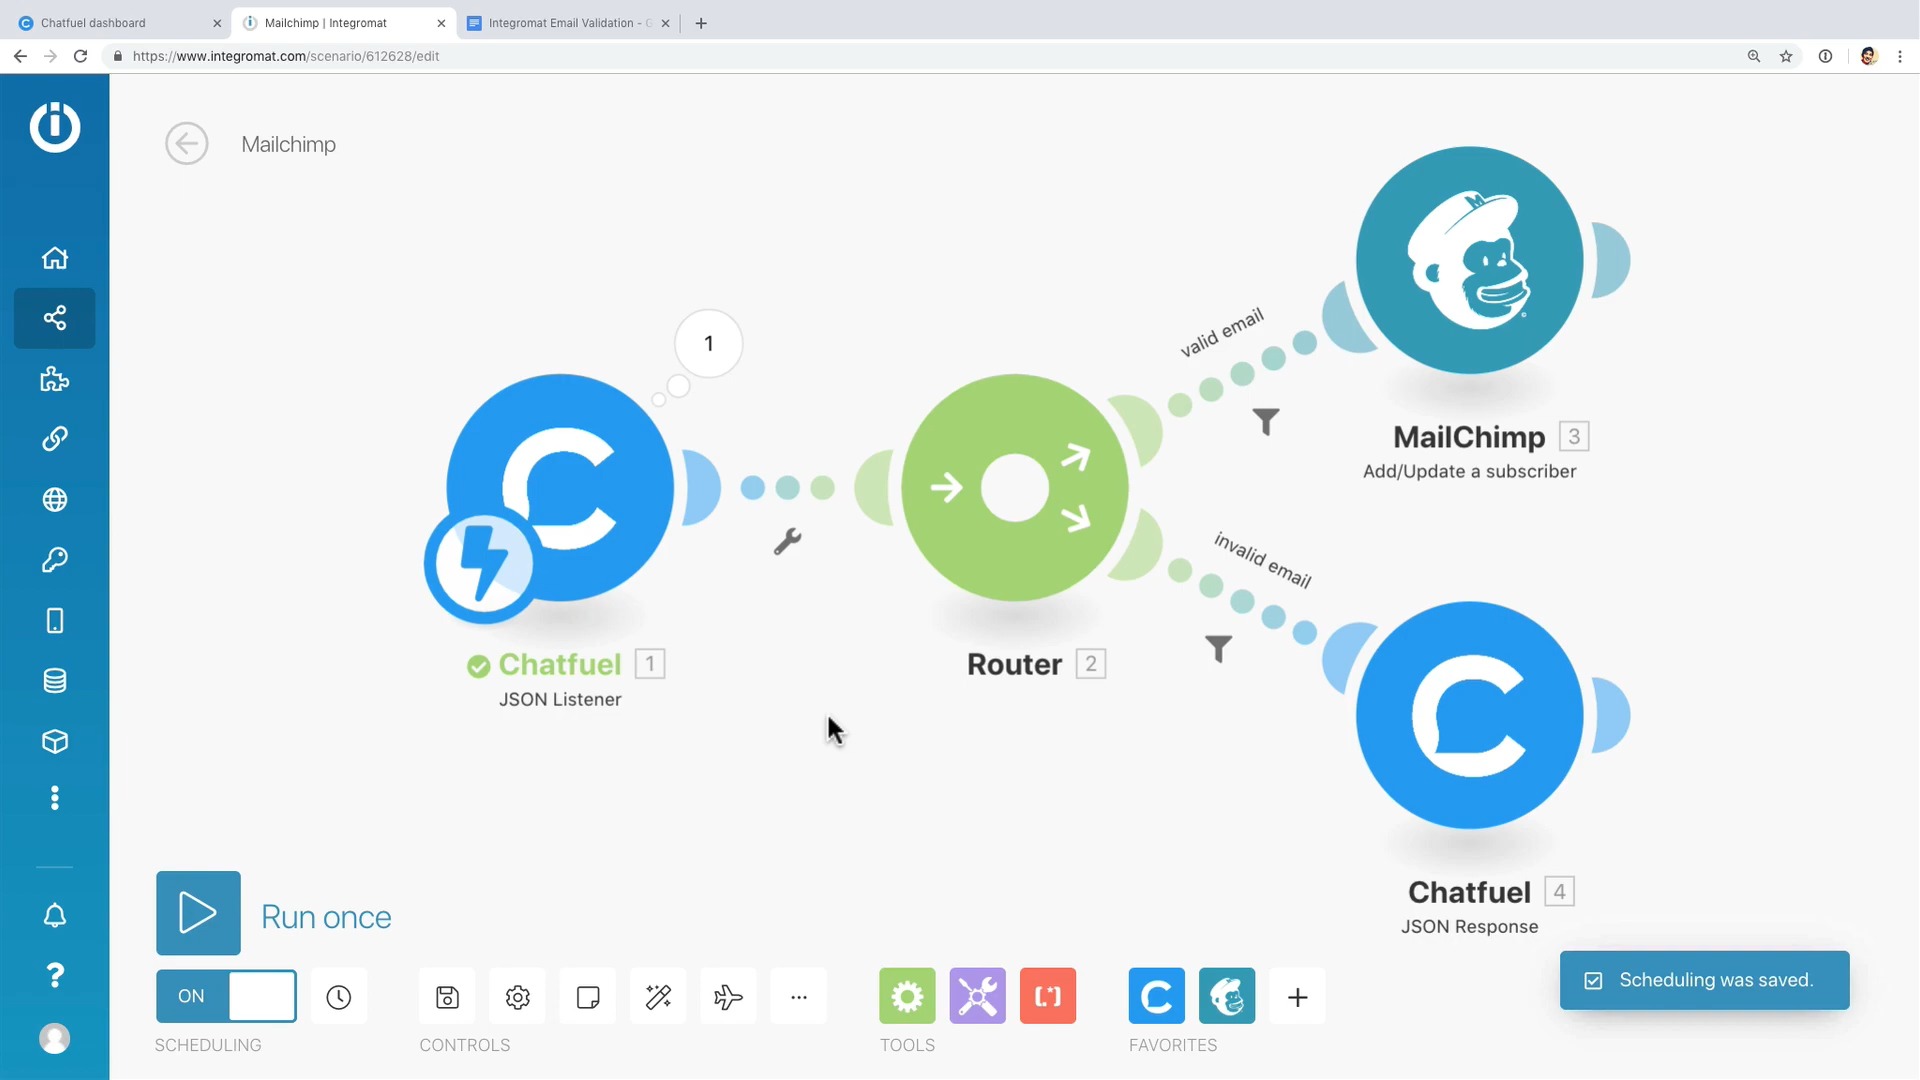 Chatfuel dashboard
Mailchimp | Integromat
Integromat Email Validation - G
https://www.integromat.com/scenario/612628/edit
Mailchimp
1
valid email
MailChimp 3
Add/Update a subscriber
invalid email
Chatfuel 1
JSON Listener
Router 2
Chatfuel 4
JSON Response
Run once
Scheduling was saved.
ON
SCHEDULING
CONTROLS
TOOLS
FAVORITES